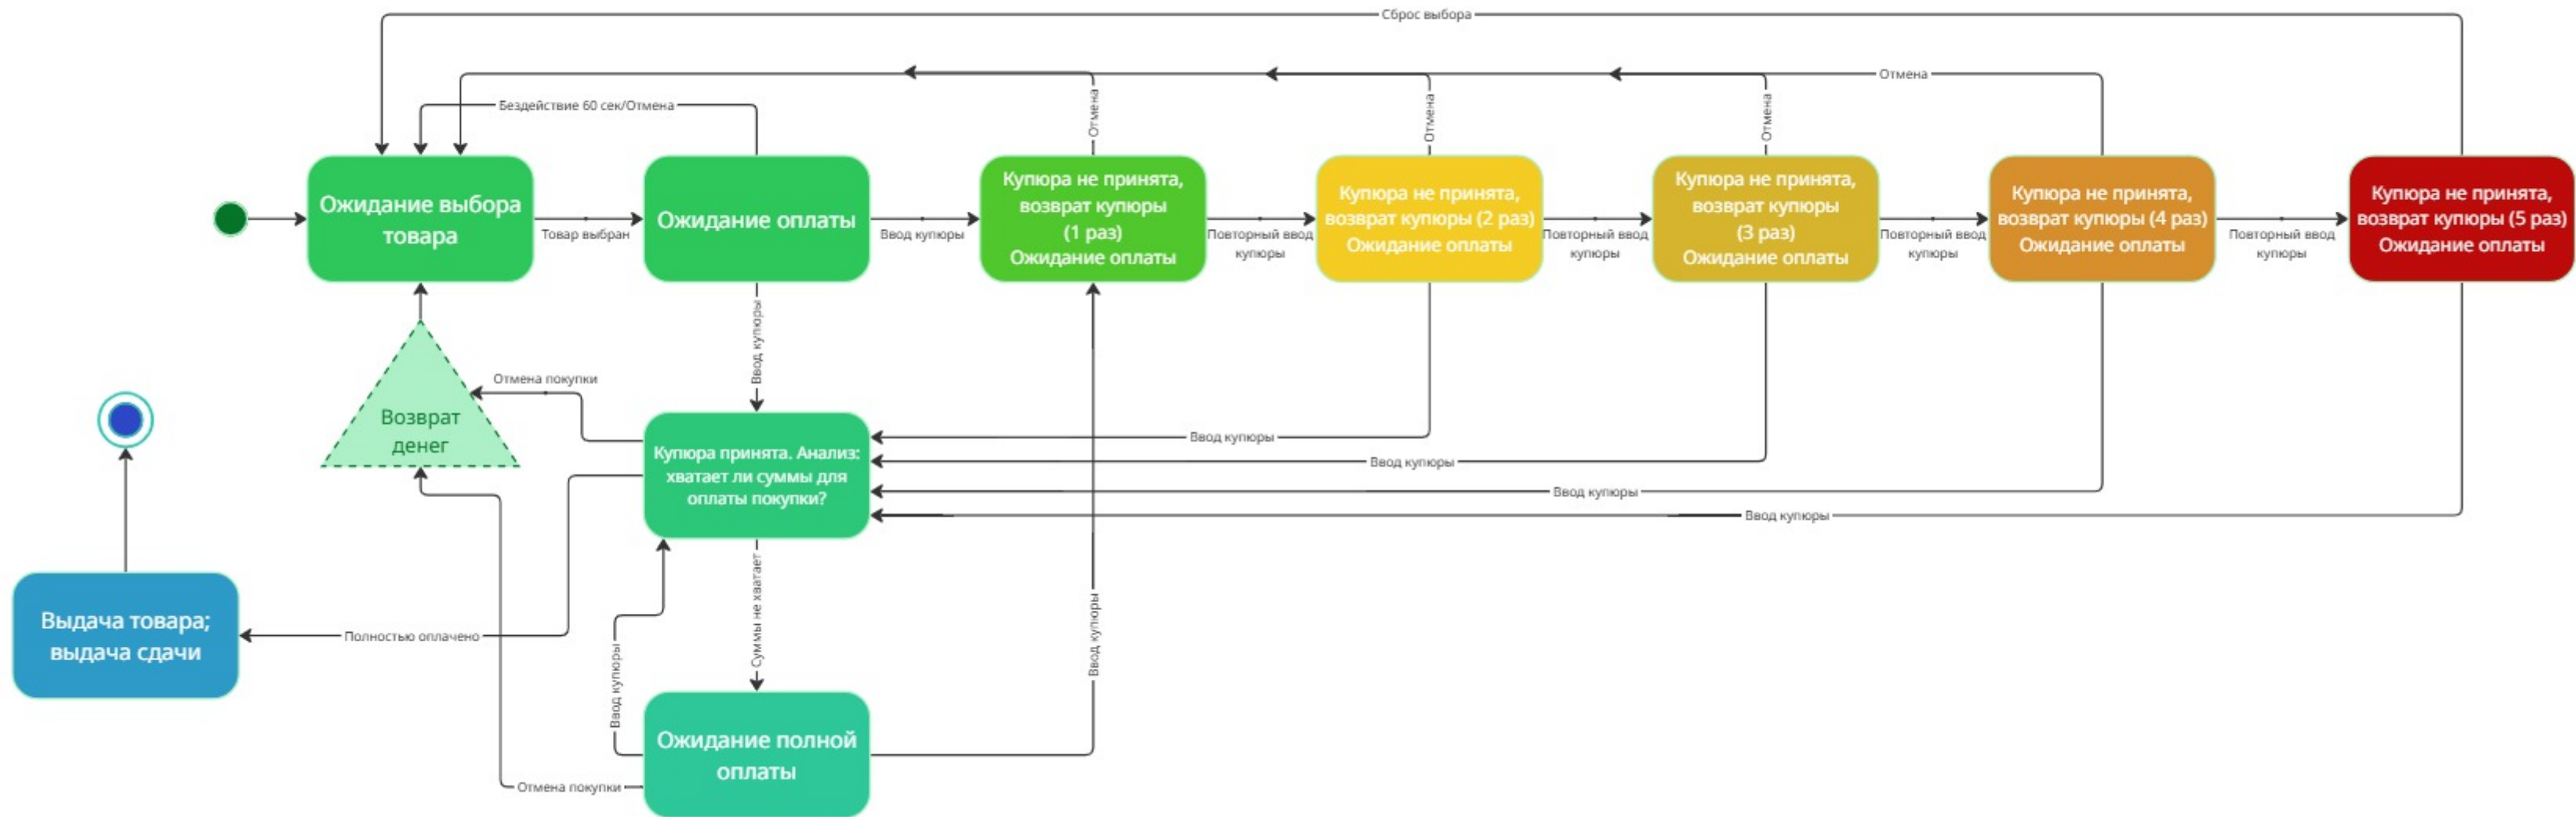 Сброс выбора
Отмена
Бездействие 60 сек/Отмена
Отмена
Отмена
Отмена
Ожидание выбора
товара
Товар выбран
Ожидание оплаты
Ввод купюры
Купюра не принята,
возврат купюры
(1 раз)
Ожидание оплаты
Повторный ввод
купюры
Купюра не принята,
возврат купюры (2 раз)
Ожидание оплаты
Повторный ввод
купюры
Купюра не принята,
возврат купюры
(3 раз)
Ожидание оплаты
Повторный ввод
купюры
Купюра не принята,
возврат купюры (4 раз)
Ожидание оплаты
Повторный ввод
купюры
Купюра не принята,
возврат купюры (5 раз)
Ожидание оплаты
Ввод купюры
Отмена покупки
Возврат
денег
Купюра принята. Анализ:
хватает ли суммы для
оплаты покупки?
Ввод купюры
Ввод купюры
Ввод купюры
Ввод купюры
Выдача товара;
выдача сдачи
Полностью оплачено
Суммы не хватает
Ввод купюры
Ввод купюры
Ожидание полной
оплаты
Отмена покупки